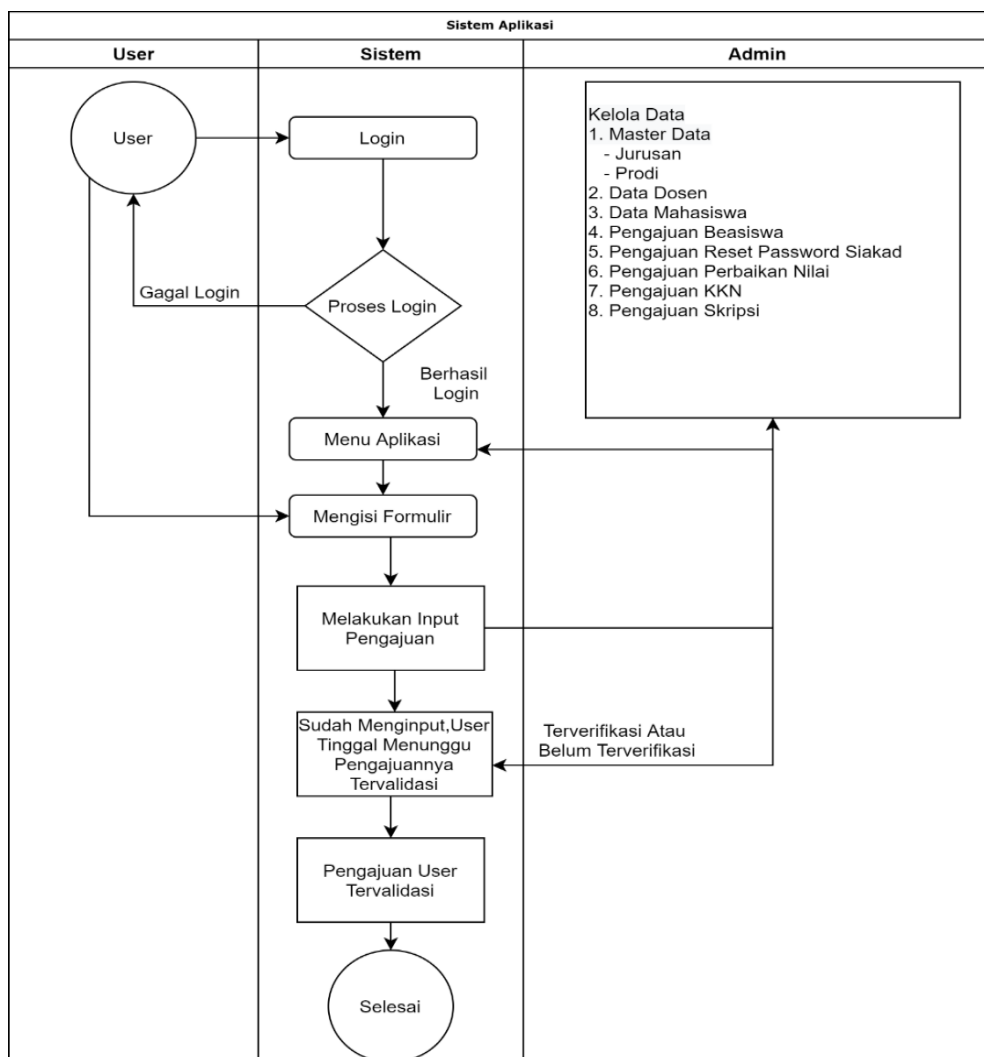 Sistem Aplikasi
User
Sistem
Admin
User
Login
Kelola Data
1. Master Data
- Jurusan
- Prodi
2. Data Dosen
3. Data Mahasiswa
4. Pengajuan Beasiswa
5. Pengajuan Reset Password Siakad
6. Pengajuan Perbaikan Nilai
7. Pengajuan KKN
8. Pengajuan Skripsi
Gagal Login
Proses Login
Berhasil
Login
Menu Aplikasi
Mengisi Formulir
Melakukan Input
Pengajuan
Sudah Menginput,User
Tinggal Menunggu
Pengajuannya
Tervalidasi
Terverifikasi Atau
Belum Terverifikasi
Pengajuan User
Tervalidasi
Selesai